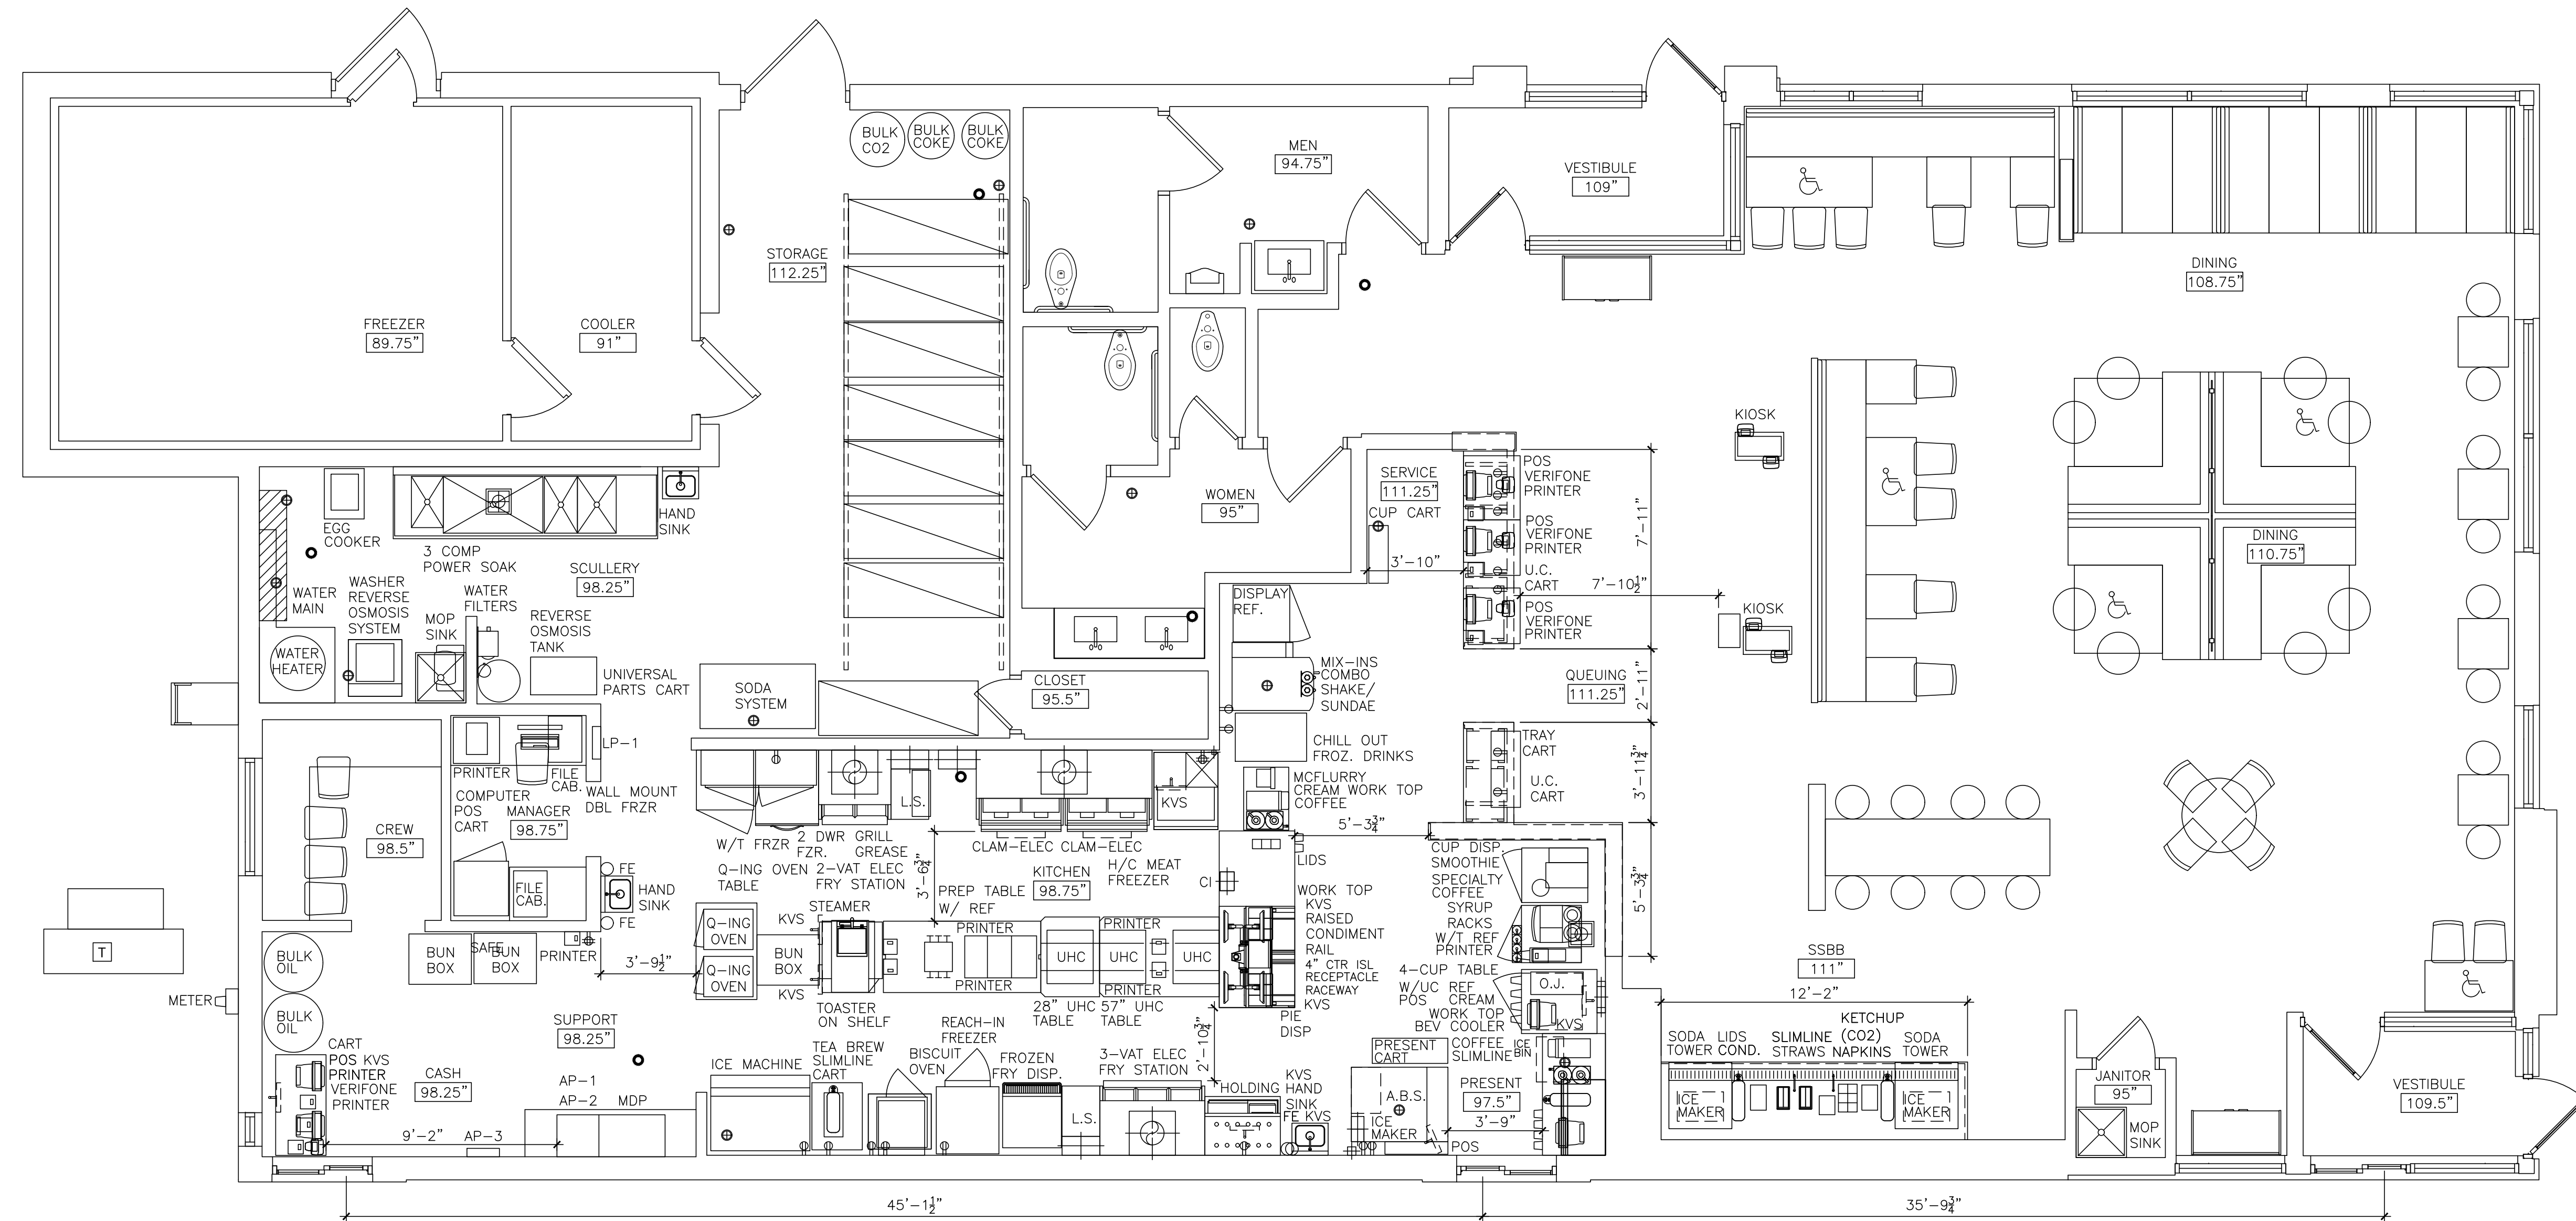 FREEZER
89.75"
COOLER
91"
STORAGE
112.25"
BULK
CO2
BULK
COKE
BULK
COKE
MEN
94.75"
VESTIBULE
109"
DINING
108.75"
WOMEN
95"
SERVICE
111.25"
CUP CART
3'-10"
POS
VERIFONE
PRINTER
POS
VERIFONE
PRINTER
U.C.
CART
POS
VERIFONE
PRINTER
7'-11"
7'-10½"
KIOSK
KIOSK
DINING
110.75"
EGG
COOKER
3 COMP
POWER SOAK
HAND
SINK
SCULLERY
98.25"
WATER
MAIN
WASHER
REVERSE
OSMOSIS
SYSTEM
MOP
SINK
WATER
FILTERS
REVERSE
OSMOSIS
TANK
UNIVERSAL
PARTS CART
WATER
HEATER
SODA
SYSTEM
CLOSET
95.5"
DISPLAY
REF.
MIX-INS
COMBO
SHAKE/
SUNDAE
CHILL OUT
FROZ. DRINKS
QUEUING
111.25"
2'-11"
TRAY
CART
U.C.
CART
3'-11¾"
MCFLURRY
CREAM WORK TOP
COFFEE
5'-3¾"
5'-3¾"
LP-1
PRINTER
FILE
CAB.
WALL MOUNT
DBL FRZR
COMPUTER
POS
CART
MANAGER
98.75"
CREW
98.5"
FILE
CAB.
FE
HAND
SINK
FE
L.S.
KVS
W/T FRZR
2 DWR
FZR.
GRILL
GREASE
CLAM-ELEC
CLAM-ELEC
Q-ING OVEN
TABLE
2-VAT ELEC
FRY STATION
3'-6¾"
PREP TABLE
W/ REF
KITCHEN
98.75"
H/C MEAT
FREEZER
CI
LIDS
STEAMER
KVS
Q-ING
OVEN
Q-ING
OVEN
BUN
BOX
KVS
PRINTER
PRINTER
PRINTER
PRINTER
UHC
UHC
UHC
WORK TOP
KVS
RAISED
CONDIMENT
RAIL
4" CTR ISL
RECEPTACLE
RACEWAY
KVS
PIE
DISP
CUP DISP.
SMOOTHIE
SPECIALTY
COFFEE
SYRUP
RACKS
W/T REF
PRINTER
4-CUP TABLE
W/UC REF
POS
CREAM
WORK TOP
BEV COOLER
O.J.
KVS
BUN
BOX
SAFE
BUN
BOX
PRINTER
3'-9½"
BULK
OIL
BULK
OIL
METER
T
TOASTER
ON SHELF
28" UHC
TABLE
57" UHC
TABLE
2'-10¾"
SUPPORT
98.25"
CART
POS KVS
PRINTER
VERIFONE
PRINTER
CASH
98.25"
AP-1
AP-2
MDP
9'-2"
AP-3
ICE MACHINE
TEA BREW
SLIMLINE
CART
BISCUIT
OVEN
REACH-IN
FREEZER
FROZEN
FRY DISP.
L.S.
3-VAT ELEC
FRY STATION
HOLDING
KVS
HAND
SINK
FE KVS
PRESENT
CART
COFFEE
SLIMLINE
ICE
BIN
A.B.S.
ICE
MAKER
PRESENT
97.5"
3'-9"
POS
SSBB
111"
12'-2"
SODA
TOWER
LIDS
COND.
SLIMLINE
STRAWS
KETCHUP
(CO2)
NAPKINS
SODA
TOWER
ICE
MAKER
ICE
MAKER
JANITOR
95"
MOP
SINK
VESTIBULE
109.5"
45'-1½"
35'-9¾"